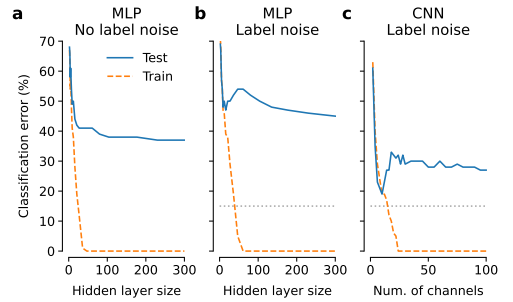 a
MLP
No label noise
b
MLP
Label noise
c
CNN
Label noise
Classification error (%)
70
60
50
40
30
20
10
0
Test
Train
0 100 200 300
Hidden layer size
0 100 200 300
Hidden layer size
0 50 100
Num. of channels